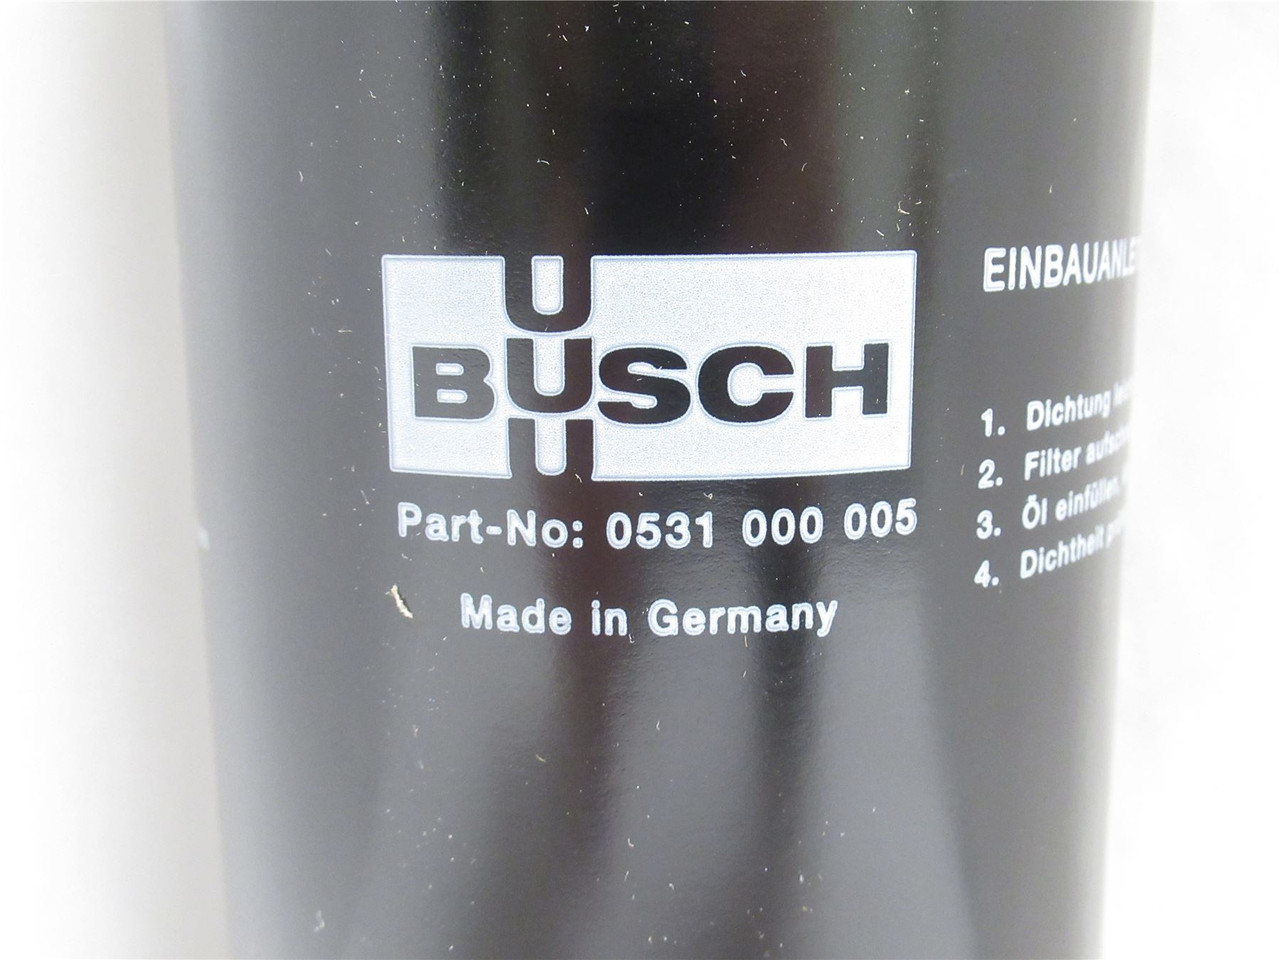 BUSCH
Part-No: 0531 000 005
Made in Germany
EINBAUANLE
1. Dichtung
2. Filter
3. Öl einfüllen,
4. Dichtheit